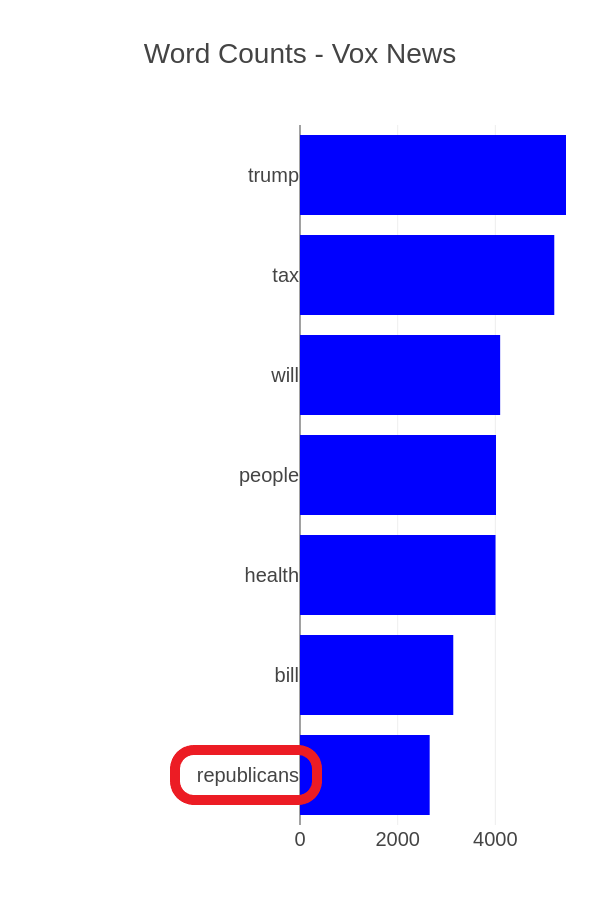 Word Counts - Vox News
trump
tax
will
people
health
bill
republicans
0 2000 4000